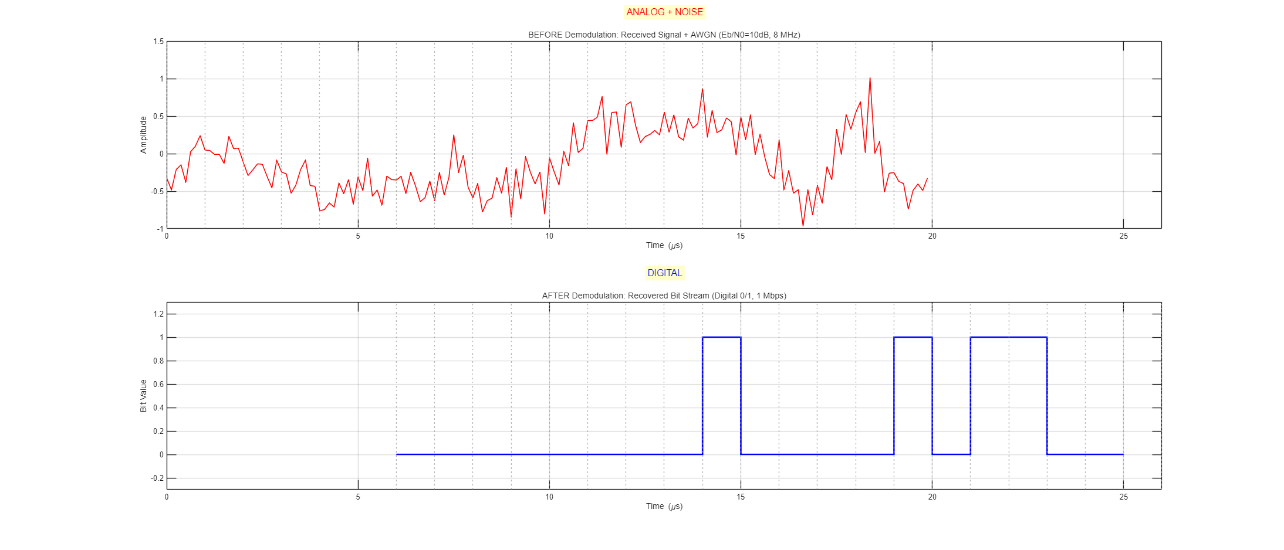 ANALOG + NOISE
BEFORE Demodulation: Received Signal + AWGN (Eb/N0=10dB, 8 MHz)
1.5
1
0.5
0
-0.5
-1
Amplitude
0 5 10 15 20 25
Time (μs)
DIGITAL
AFTER Demodulation: Recovered Bit Stream (Digital 0/1, 1 Mbps)
1.2
1
0.8
0.6
0.4
0.2
0
-0.2
Bit Value
0 5 10 15 20 25
Time (μs)